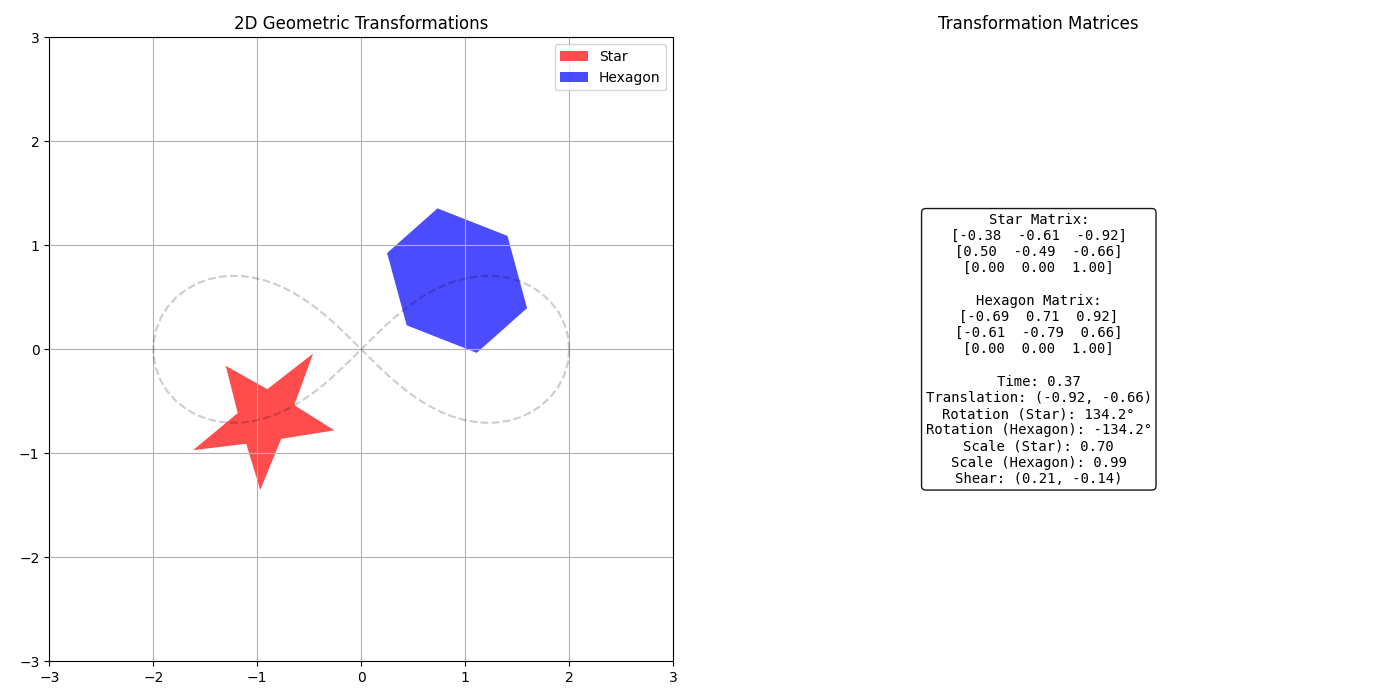 2D Geometric Transformations
3
2
1
0
−1
−2
−3
−3 −2 −1 0 1 2 3
Star
Hexagon
Transformation Matrices
Star Matrix:
[-0.38 -0.61 -0.92]
[0.50 -0.49 -0.66]
[0.00 0.00 1.00]
Hexagon Matrix:
[-0.69 0.71 0.92]
[-0.61 -0.79 0.66]
[0.00 0.00 1.00]
Time: 0.37
Translation: (-0.92, -0.66)
Rotation (Star): 134.2°
Rotation (Hexagon): -134.2°
Scale (Star): 0.70
Scale (Hexagon): 0.99
Shear: (0.21, -0.14)